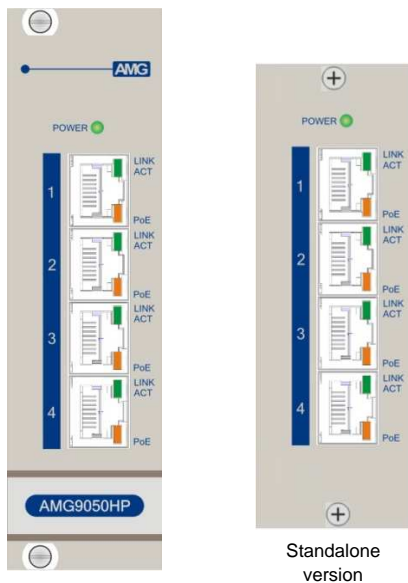 AMG
POWER
1
LINK
ACT
PoE
2
LINK
ACT
PoE
3
LINK
ACT
PoE
4
LINK
ACT
PoE
AMG9050HP
POWER
1
LINK
ACT
PoE
2
LINK
ACT
PoE
3
LINK
ACT
PoE
4
LINK
ACT
PoE
Standalone
version